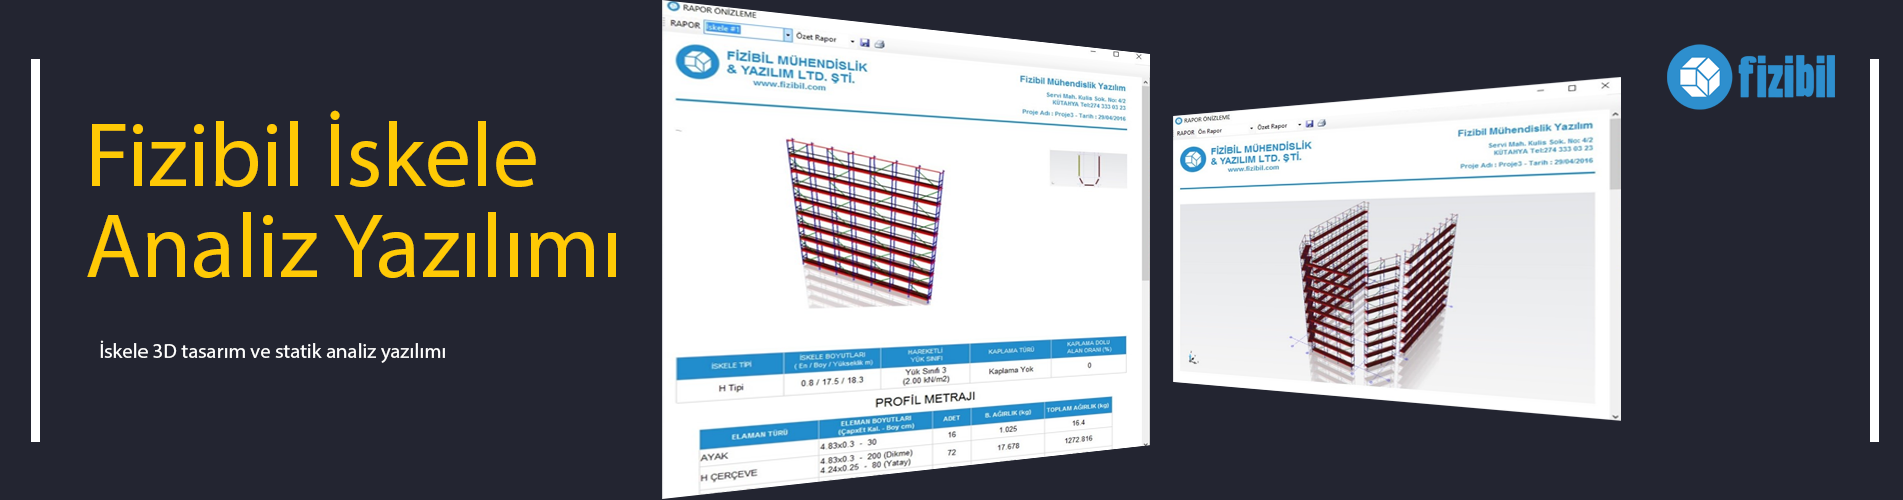 Fizibil İskele
Analiz Yazılımı
İskele 3D tasarım ve statik analiz yazılımı
RAPOR ÖNİZLEME
RAPOR İskele #1 Özet Rapor
FİZİBİL MÜHENDİSLİK
& YAZILIM LTD. ŞTİ.
www.fizibil.com
Fizibil Mühendislik Yazılım
Servi Mah. Kulis Sok. No: 4/2
KÜTAHYA Tel:274 333 03 23
Proje Adı : Proje3 - Tarih : 29/04/2016
İSKELE TİPİ
İSKELE BOYUTLARI
( En / Boy / Yükseklik m)
HAREKETLİ
YÜK SINIFI
KAPLAMA TÜRÜ
KAPLAMA DOLU
ALAN ORANI (%)
H Tipi
0.8 / 17.5 / 18.3
Yük Sınıfı 3
(2.00 kN/m2)
Kaplama Yok
0
PROFİL METRAJI
ELAMAN TÜRÜ
ELEMAN BOYUTLARI
(ÇapxEt Kal. - Boy cm)
ADET
B. AĞIRLIK (kg)
TOPLAM AĞIRLIK (kg)
AYAK
4.83x0.3 - 30
16
1.025
16.4
H ÇERÇEVE
4.83x0.3 - 200 (Dikme)
4.24x0.25 - 80 (Yatay)
72
17.678
1272.816
RAPOR ÖNİZLEME
RAPOR Ön Rapor Özet Rapor
FİZİBİL MÜHENDİSLİK
& YAZILIM LTD. ŞTİ.
www.fizibil.com
Fizibil Mühendislik Yazılım
Servi Mah. Kulis Sok. No: 4/2
KÜTAHYA Tel:274 333 03 23
Proje Adı : Proje3 - Tarih : 29/04/2016
fizibil